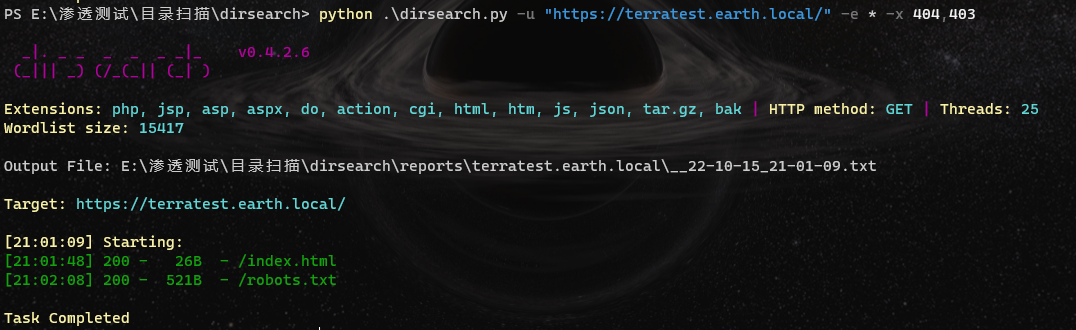 PS E:\渗透测试\目录扫描\dirsearch> python .\dirsearch.py -u "https://terratest.earth.local/" -e * -x 404,403
_|. _ _  _  _  _ _|_    v0.4.2.6
(_||| _) (/_(_|| (_| )
Extensions: php, jsp, asp, aspx, do, action, cgi, html, htm, js, json, tar.gz, bak | HTTP method: GET | Threads: 25
Wordlist size: 15417
Output File: E:\渗透测试\目录扫描\dirsearch\reports\terratest.earth.local\__22-10-15_21-01-09.txt
Target: https://terratest.earth.local/
[21:01:09] Starting:
[21:01:48] 200 -   26B  - /index.html
[21:02:08] 200 -  521B  - /robots.txt
Task Completed